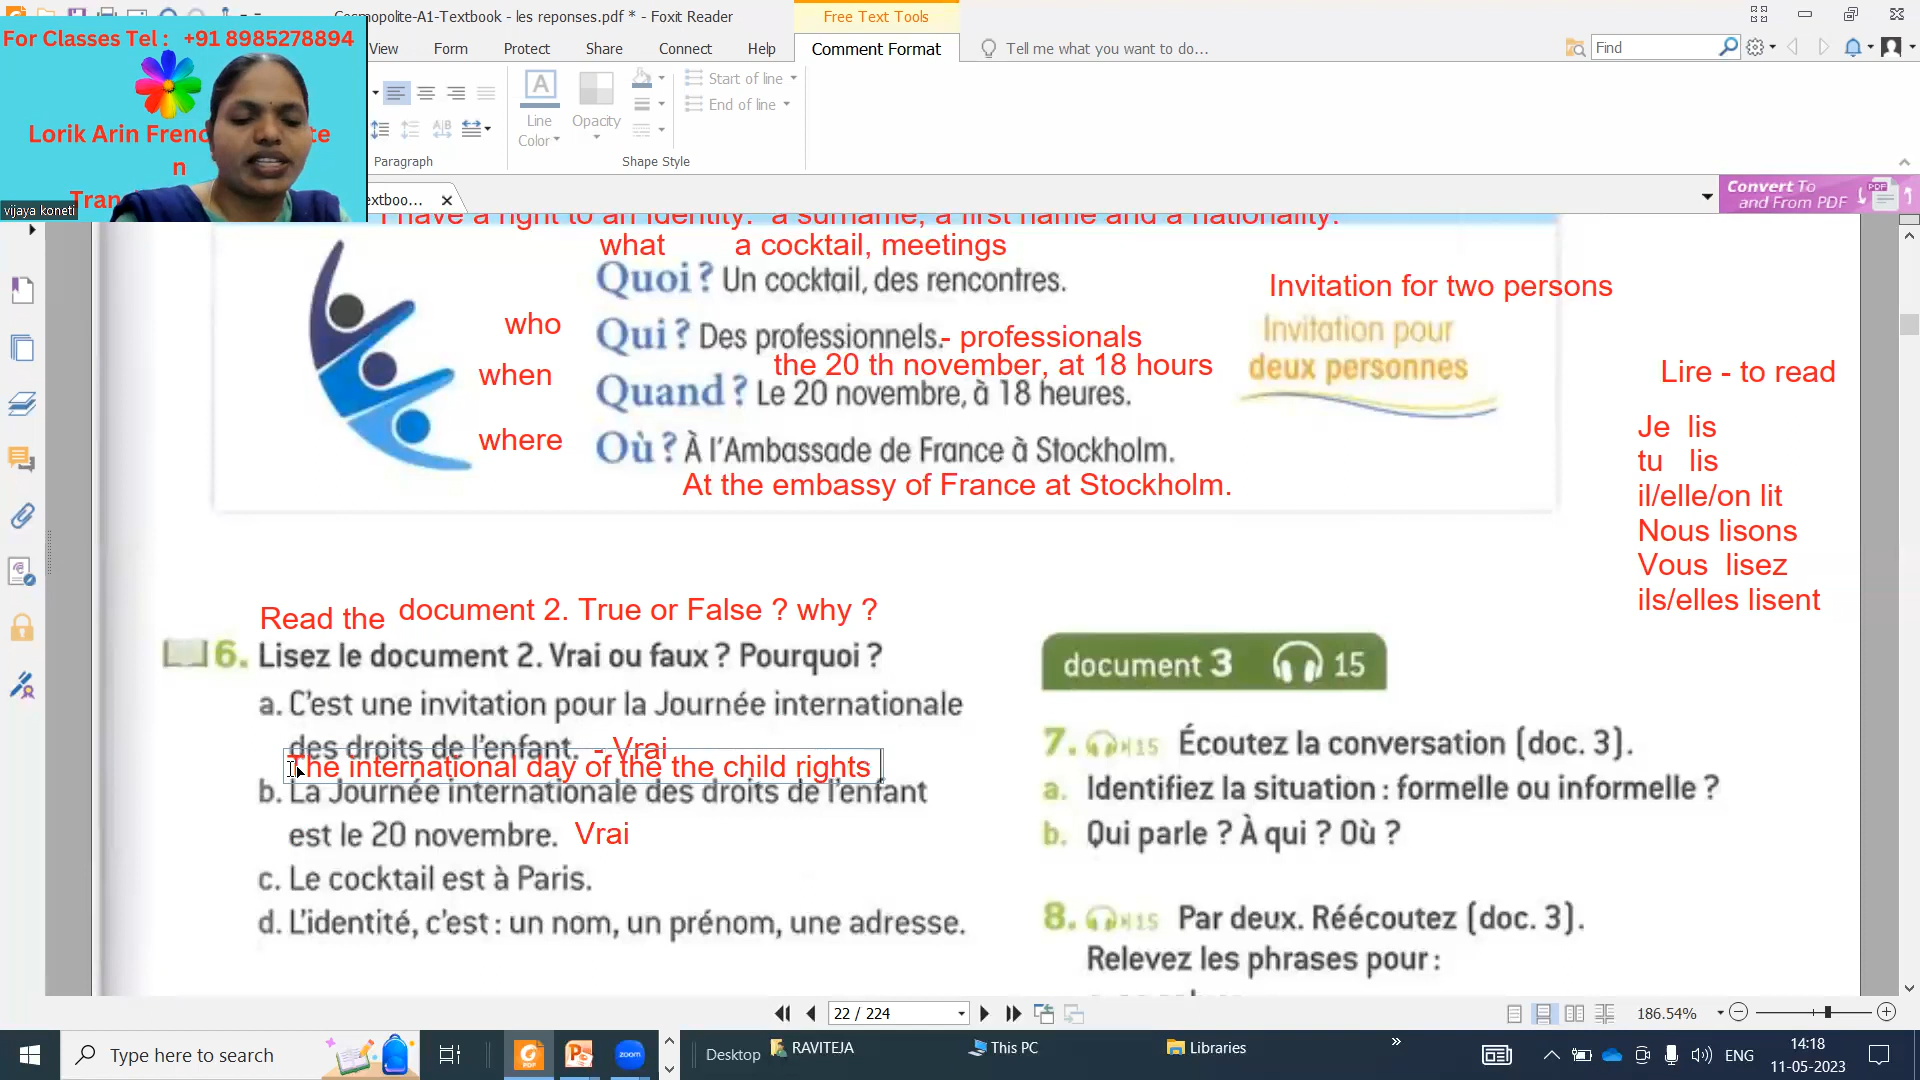 Cosmopolite-A1-Textbook - les reponses.pdf * - Foxit Reader
Free Text Tools
For Classes Tel : +91 8985278894
Lorik Arin
n
vijaya koneti
View Form Protect Share Connect Help Comment Format Tell me what you want to do... Find
Line
Color
Opacity
Start of line
End of line
Paragraph
Shape Style
extboo...
Convert To
and From PDF
I have a right to an identity: a surname, a first name and a nationality.
what a cocktail, meetings
Quoi ? Un cocktail, des rencontres.
Invitation for two persons
who
Qui ? Des professionnels. - professionals
Invitation pour
deux personnes
the 20 th november, at 18 hours
when
Quand ? Le 20 novembre, à 18 heures.
where
Où ? À l'Ambassade de France à Stockholm.
At the embassy of France at Stockholm.
Lire - to read
Je lis
tu lis
il/elle/on lit
Nous lisons
Vous lisez
ils/elles lisent
Read the document 2. True or False ? why ?
6. Lisez le document 2. Vrai ou faux ? Pourquoi ?
a. C'est une invitation pour la Journée internationale
des droits de l'enfant. - Vrai
The international day of the the child rights
b. La Journée internationale des droits de l'enfant
est le 20 novembre. Vrai
c. Le cocktail est à Paris.
d. L'identité, c'est : un nom, un prénom, une adresse.
document 3 15
7. 15 Écoutez la conversation (doc. 3).
a. Identifiez la situation : formelle ou informelle ?
b. Qui parle ? À qui ? Où ?
8. 15 Par deux. Réécoutez (doc. 3).
Relevez les phrases pour :
22 / 224
186.54%
Type here to search
zoom
Desktop
RAVITEJA
This PC
Libraries
ENG
14:18
11-05-2023